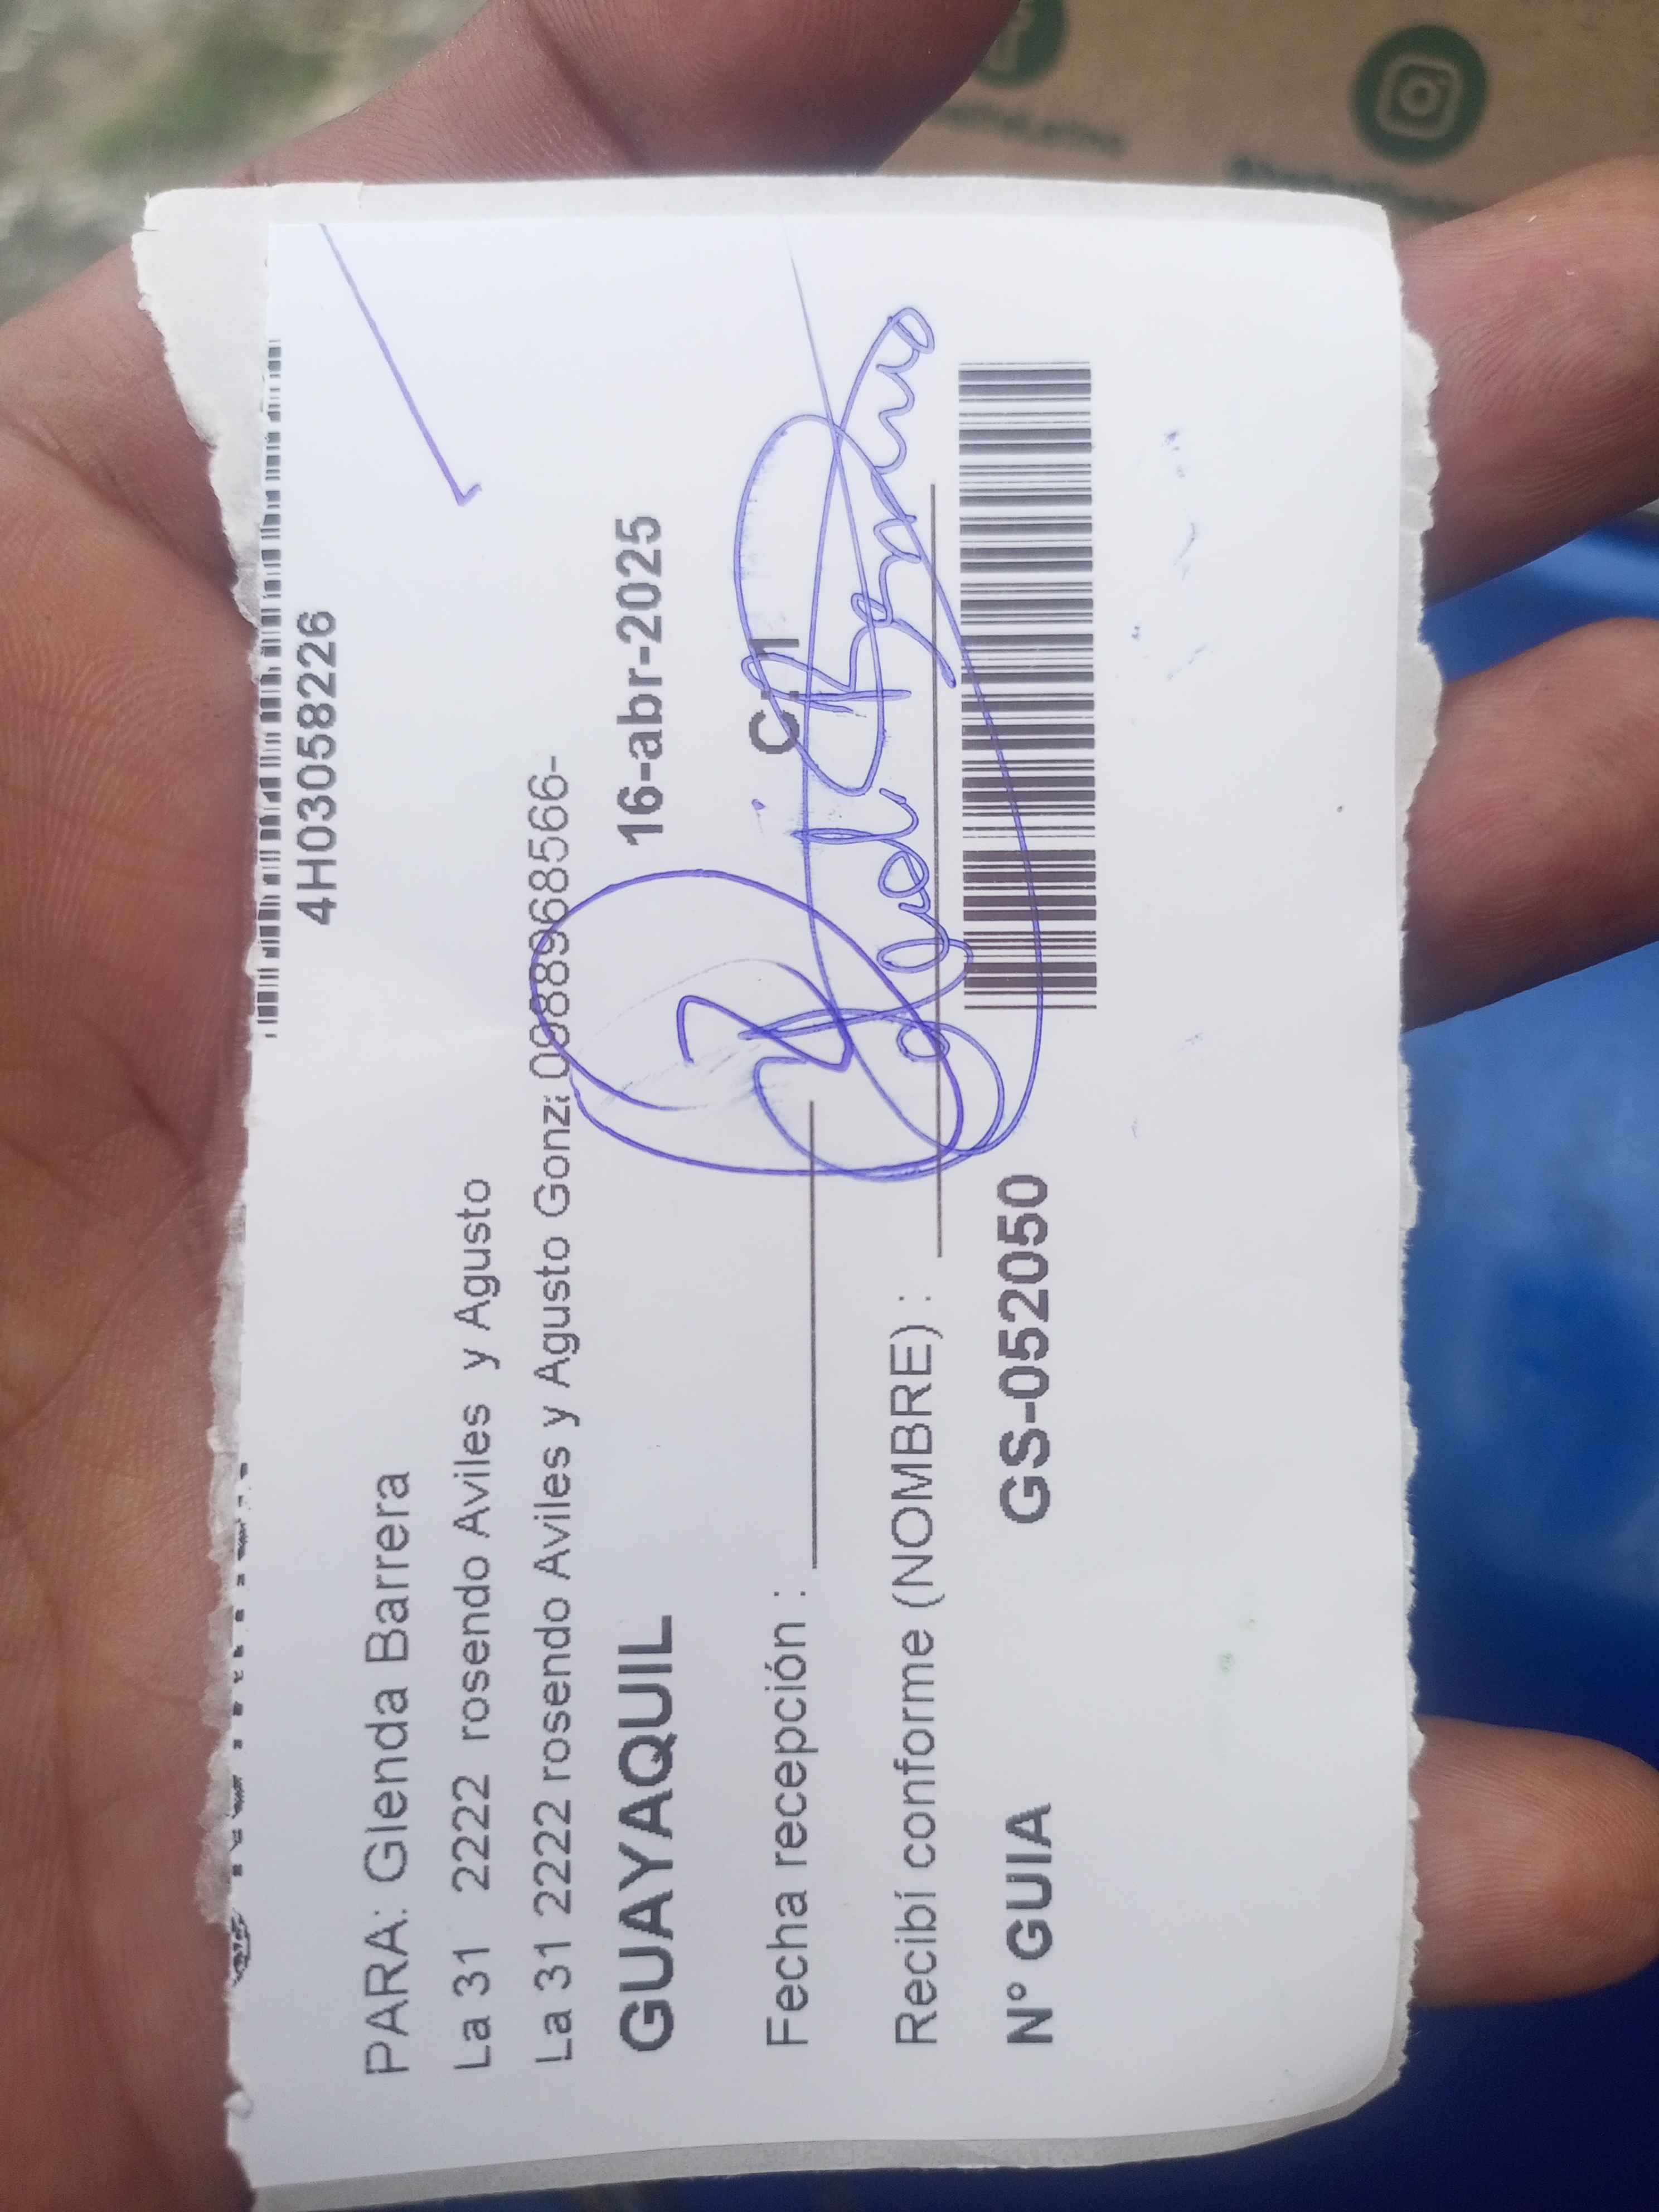 4H03058226
PARA: Glenda Barrera
La 31 2222 rosendo Aviles y Agusto
La 31 2222 rosendo Aviles y Agusto Gonz 0988968566-
GUAYAQUIL 16-abr-2025
Fecha recepción : C.I
Recibí conforme (NOMBRE) :
N° GUIA GS-052050